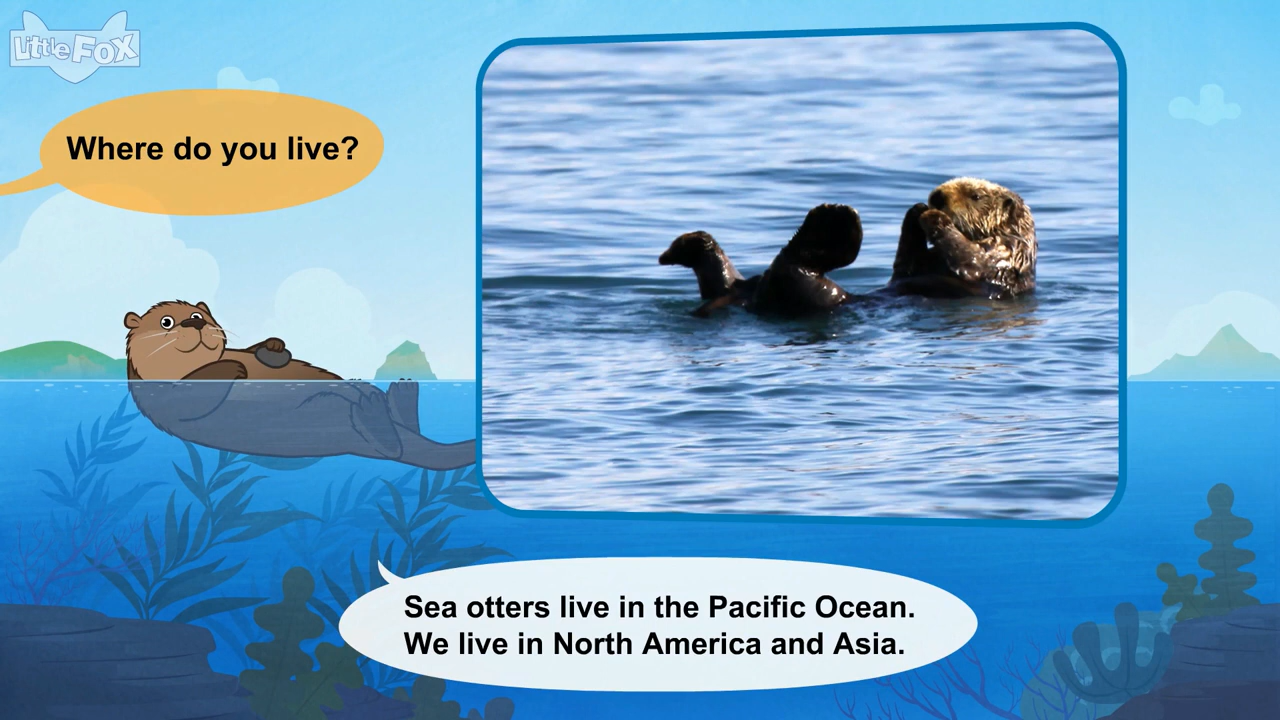 Little Fox
Where do you live?
Sea otters live in the Pacific Ocean.
We live in North America and Asia.